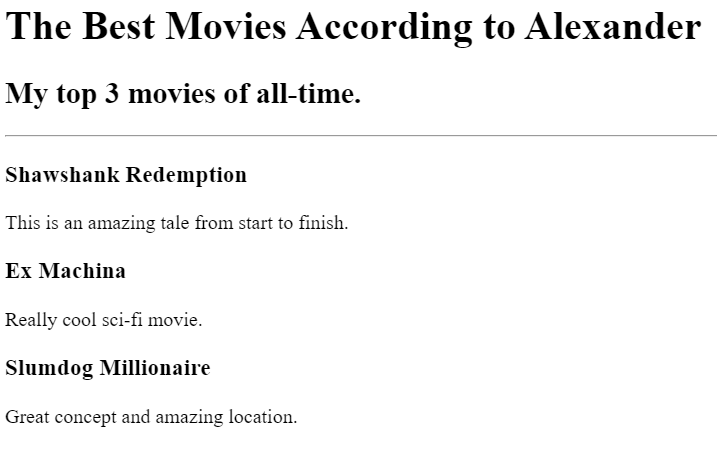 The Best Movies According to Alexander
My top 3 movies of all-time.
Shawshank Redemption
This is an amazing tale from start to finish.
Ex Machina
Really cool sci-fi movie.
Slumdog Millionaire
Great concept and amazing location.